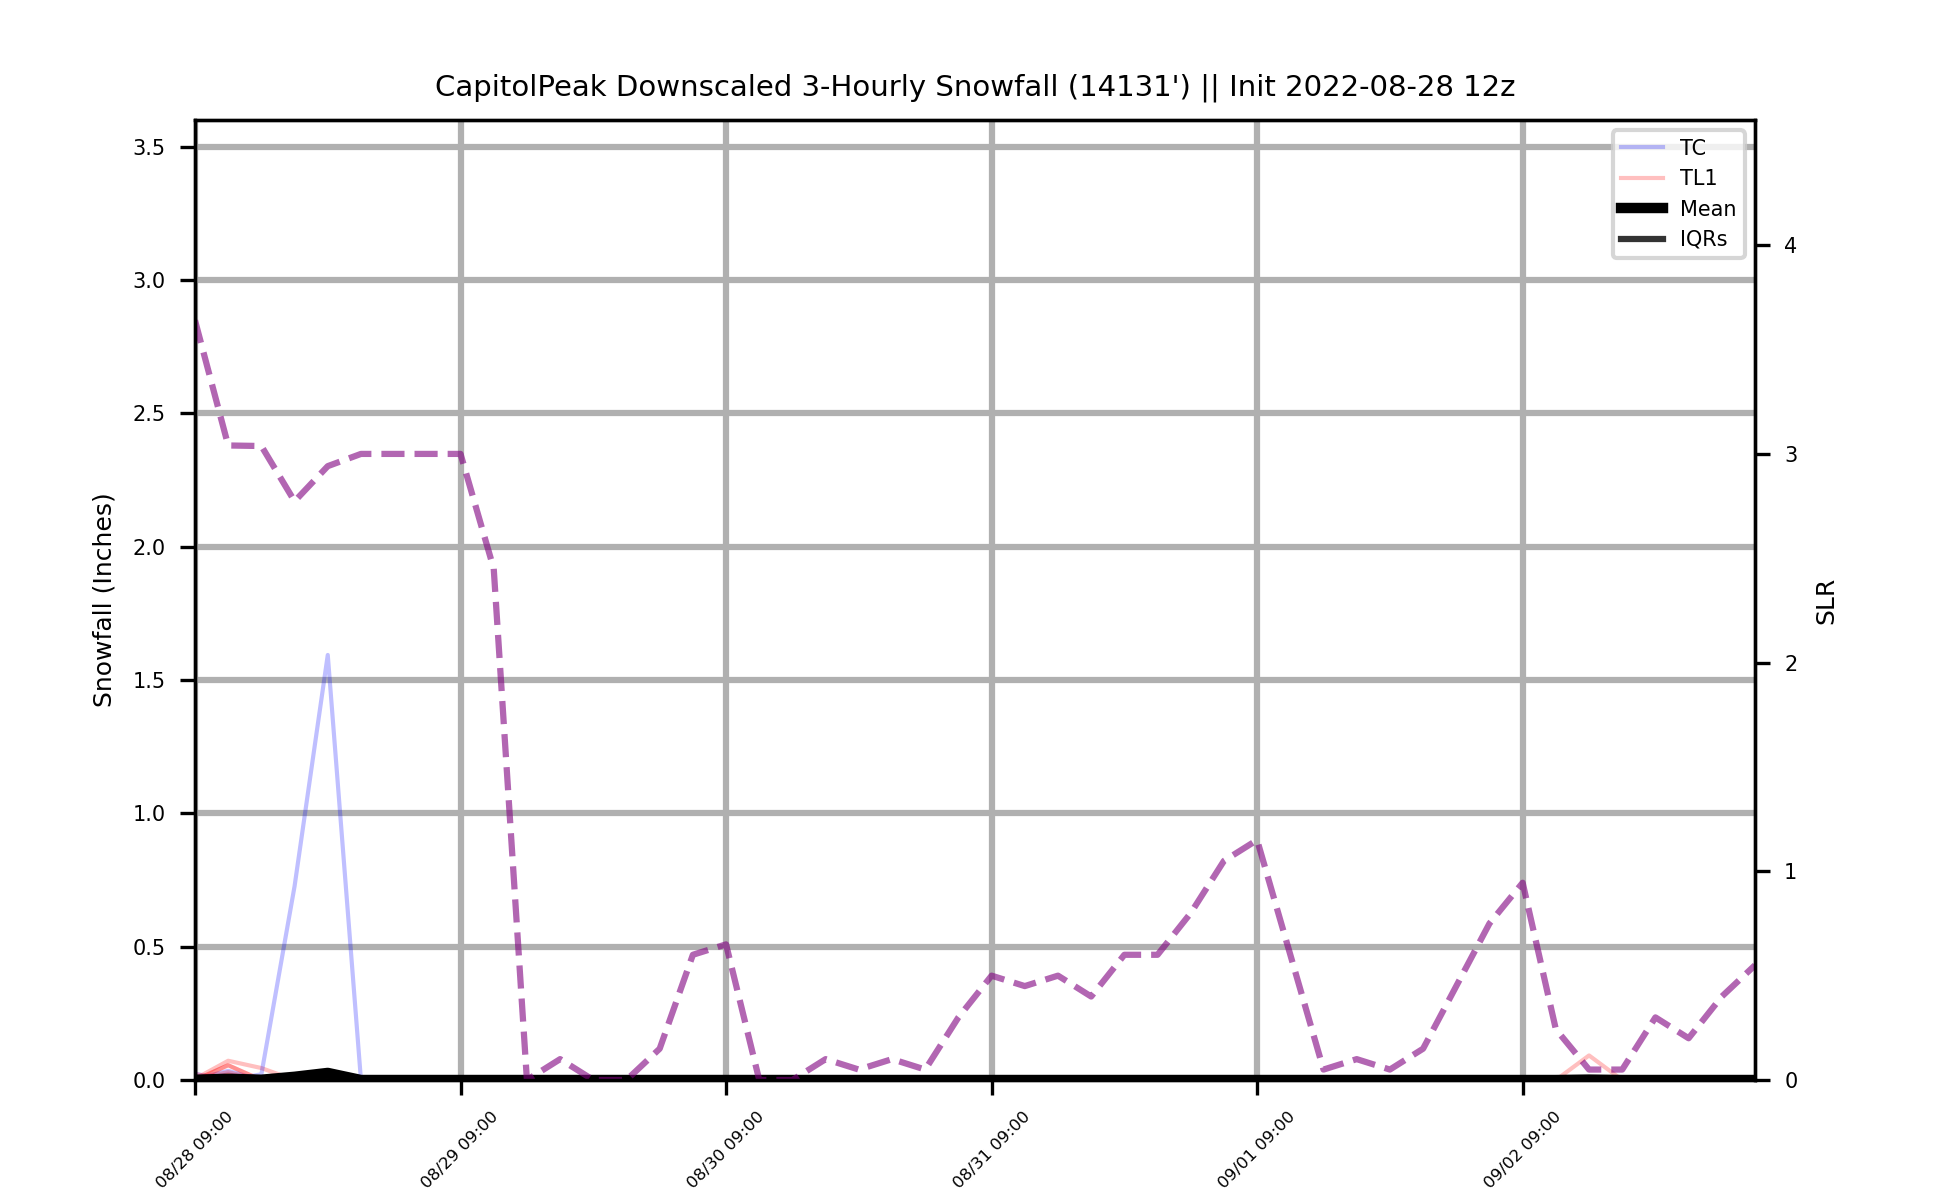 CapitolPeak Downscaled 3-Hourly Snowfall (14131') || Init 2022-08-28 12z
3.5
3.0
2.5
2.0
1.5
1.0
0.5
0.0
Snowfall (Inches)
TC
TL1
Mean
IQRs
4
3
2
1
0
SLR
08/28 09:00
08/29 09:00
08/30 09:00
08/31 09:00
09/01 09:00
09/02 09:00